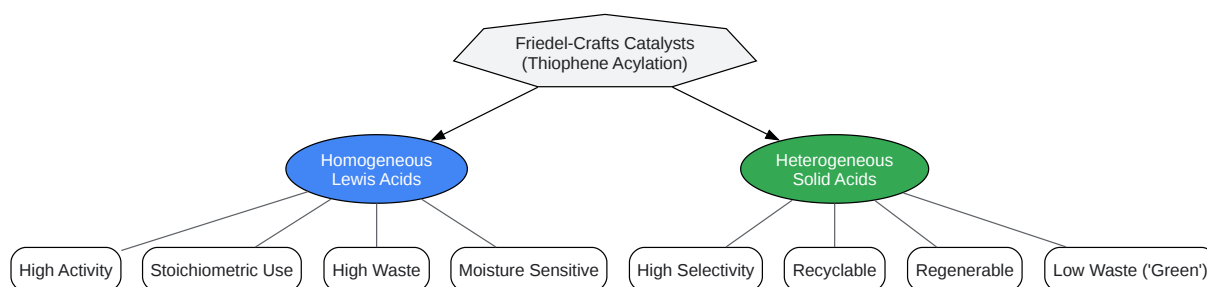 Friedel-Crafts Catalysts
(Thiophene Acylation)
Homogeneous
Lewis Acids
Heterogeneous
Solid Acids
High Activity
Stoichiometric Use
High Waste
Moisture Sensitive
High Selectivity
Recyclable
Regenerable
Low Waste ('Green')